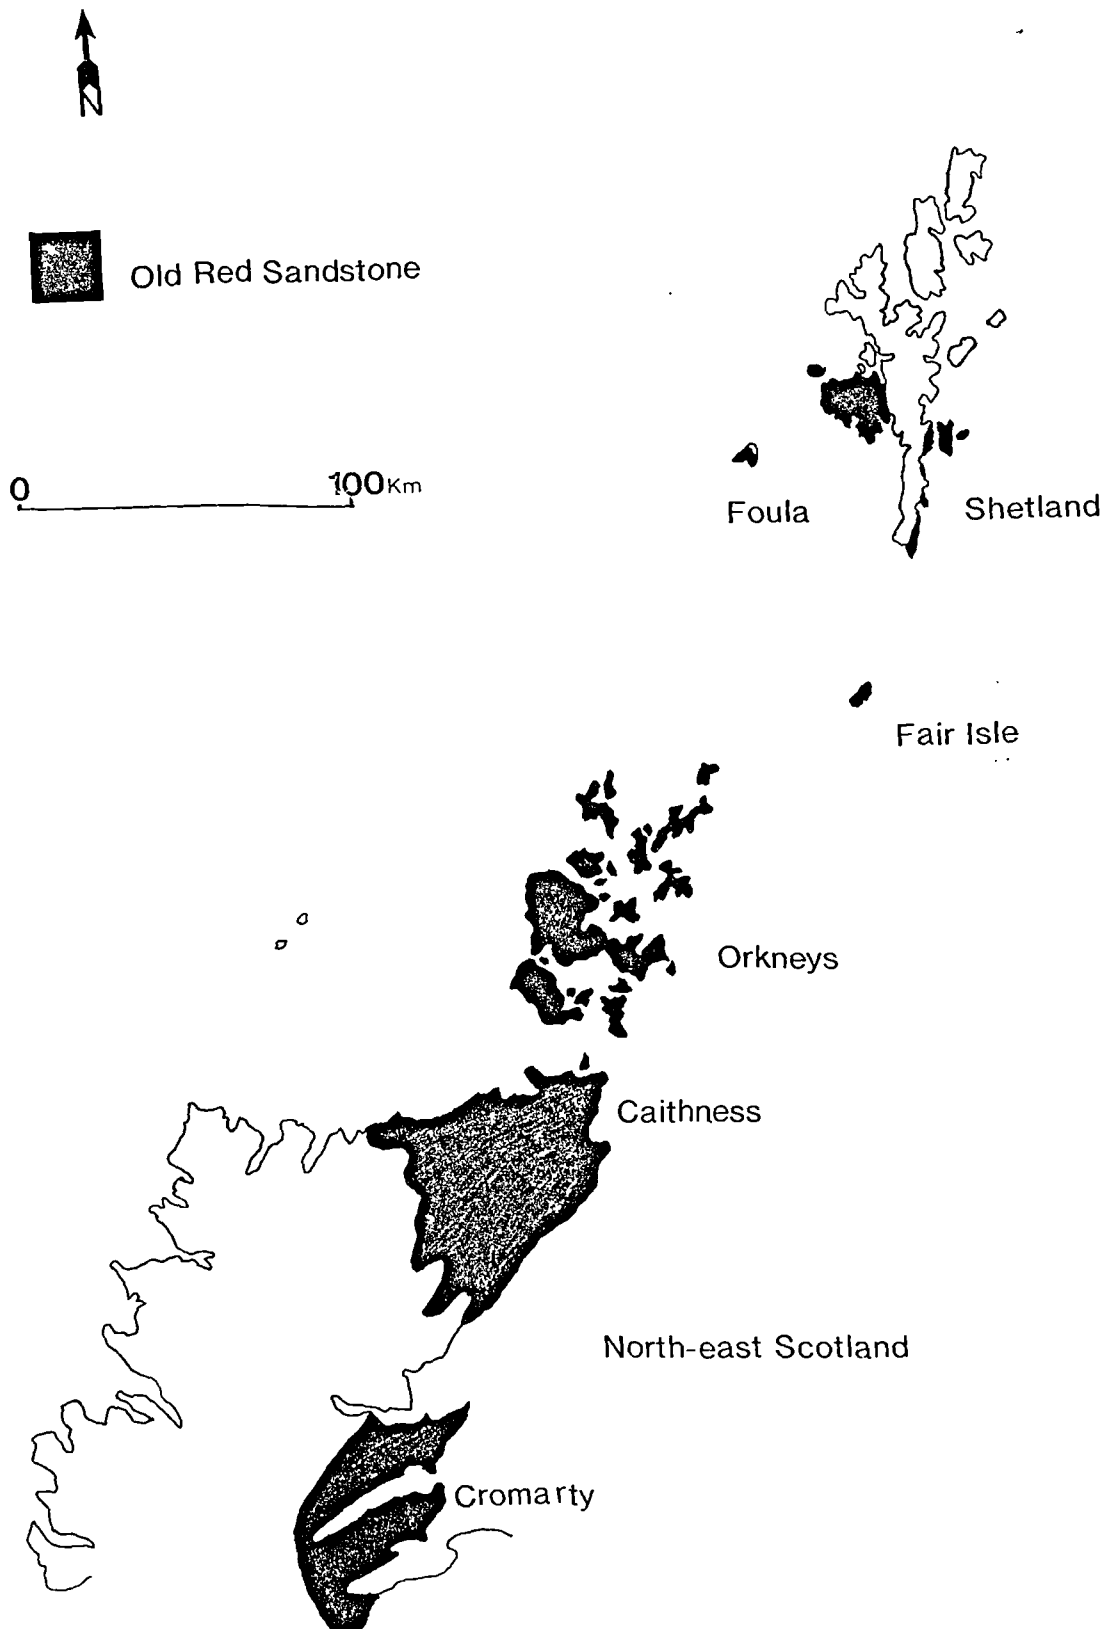 N
Old Red Sandstone
0 100Km
Foula
Shetland
Fair Isle
Orkneys
Caithness
North-east Scotland
Cromarty